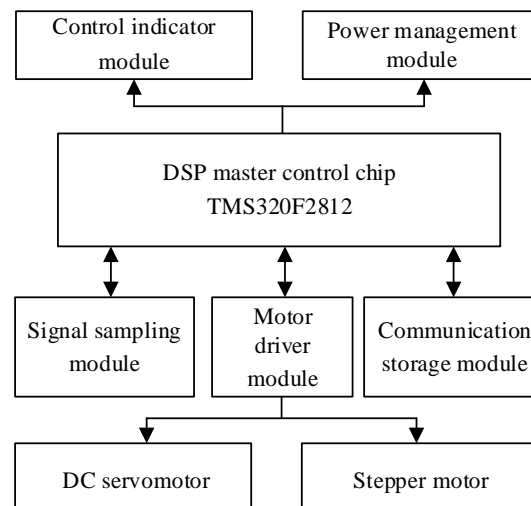 Control indicator
module
Power management
module
DSP master control chip
TMS320F2812
Signal sampling
module
Motor
driver
module
Communication
storage module
DC servomotor
Stepper motor